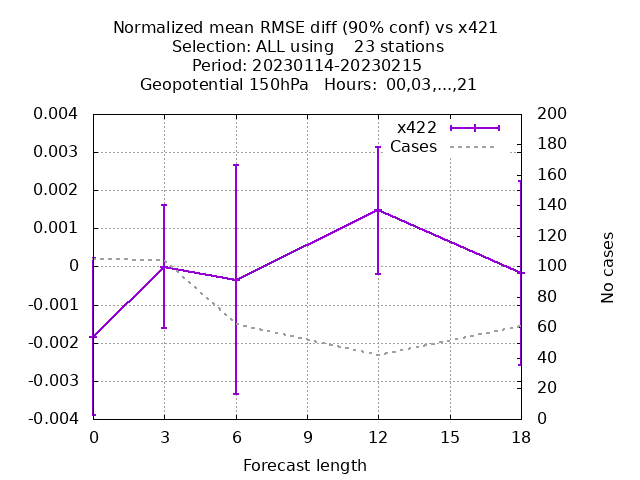 Normalized mean RMSE diff (90% conf) vs x421
Selection: ALL using 23 stations
Period: 20230114-20230215
Geopotential 150hPa Hours: 00,03,...,21
x422
Cases
0.004
0.003
0.002
0.001
0
-0.001
-0.002
-0.003
-0.004
200
180
160
140
120
100
80
60
40
20
0
No cases
0 3 6 9 12 15 18
Forecast length